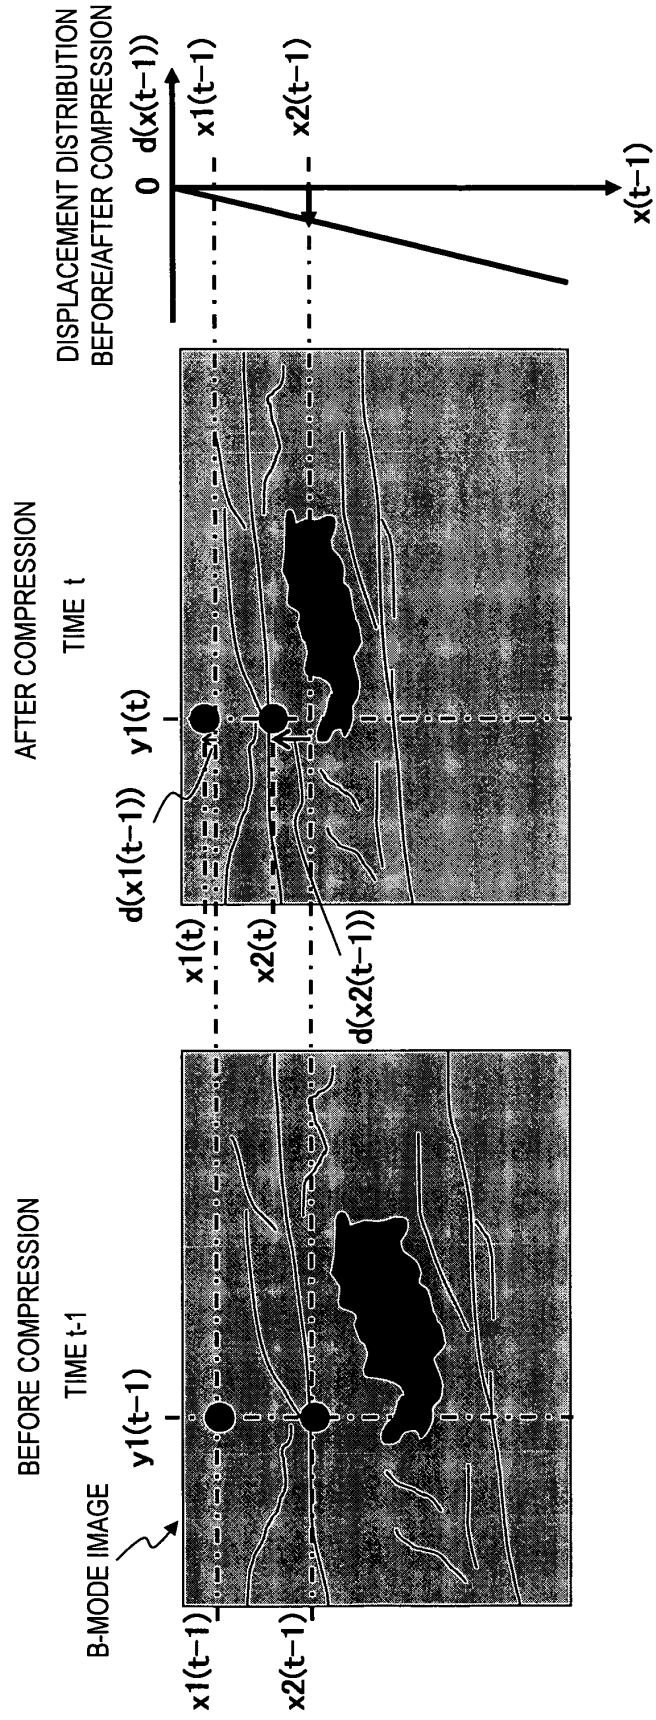 BEFORE COMPRESSION
TIME t-1
B-MODE IMAGE
y1(t−1)
x1(t−1)
x2(t−1)
AFTER COMPRESSION
TIME t
d(x1(t−1))
y1(t)
x1(t)
x2(t)
d(x2(t−1))
DISPLACEMENT DISTRIBUTION
BEFORE/AFTER COMPRESSION
0
d(x(t−1))
x1(t−1)
x2(t−1)
x(t−1)